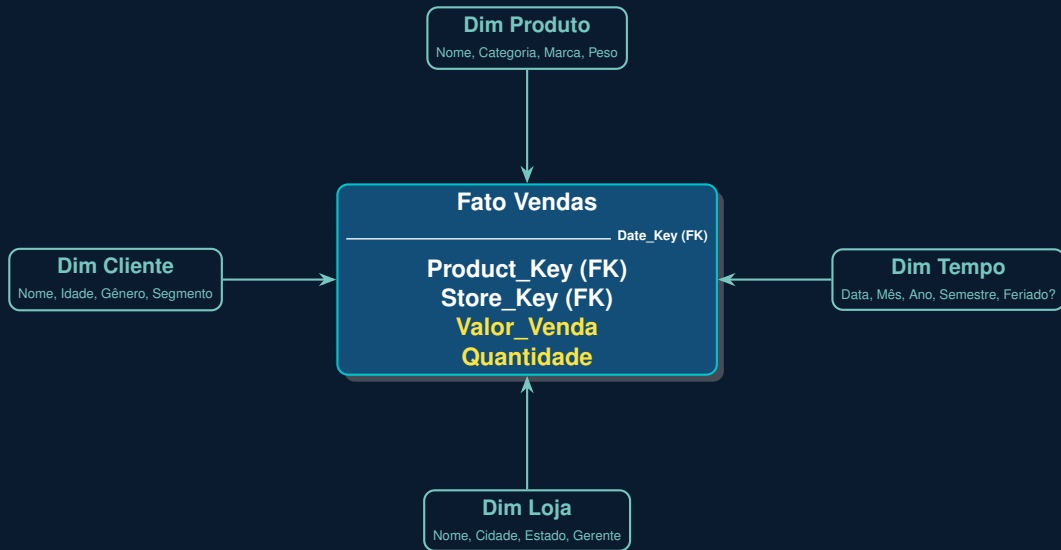 Dim Produto
Nome, Categoria, Marca, Peso
Fato Vendas
Date_Key (FK)
Product_Key (FK)
Store_Key (FK)
Valor_Venda
Quantidade
Dim Cliente
Nome, Idade, Gênero, Segmento
Dim Tempo
Data, Mês, Ano, Semestre, Feriado?
Dim Loja
Nome, Cidade, Estado, Gerente